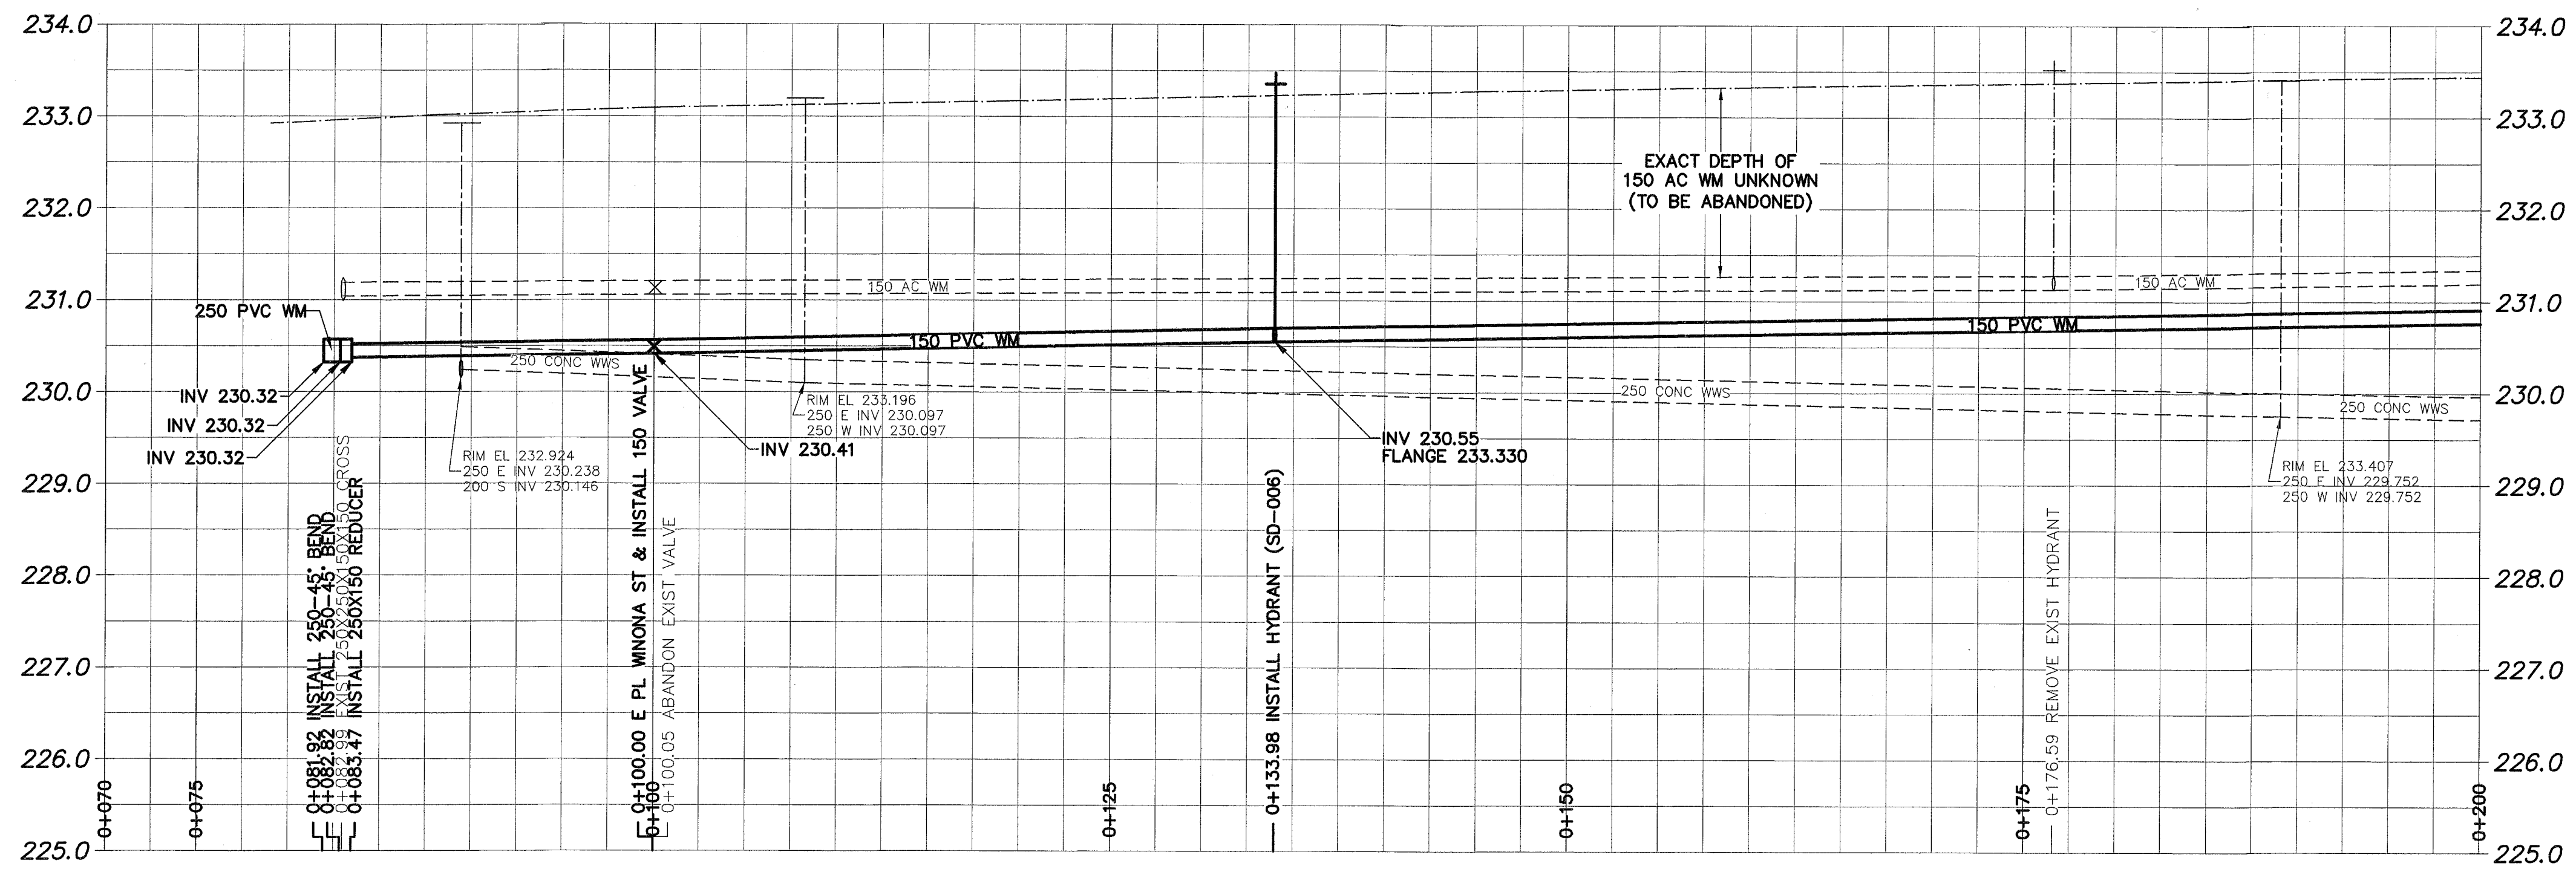 234.0
233.0
232.0
231.0
230.0
229.0
228.0
227.0
226.0
225.0
234.0
233.0
232.0
231.0
230.0
229.0
228.0
227.0
226.0
225.0
EXACT DEPTH OF
150 AC WM UNKNOWN
(TO BE ABANDONED)
150 AC WM
150 AC WM
250 PVC WM
150 PVC WM
150 PVC WM
250 CONC WWS
250 CONC WWS
250 CONC WWS
INV 230.32
INV 230.32
INV 230.32
RIM EL 232.924
250 E INV 230.238
200 S INV 230.146
INV 230.41
RIM EL 233.196
250 E INV 230.097
250 W INV 230.097
INV 230.55
FLANGE 233.330
RIM EL 233.407
250 E INV 229.752
250 W INV 229.752
0+070
0+075
0+081.92 INSTALL 250-45° BEND
0+082.82 INSTALL 250-45° BEND
0+082.99 EXIST 250X250X150X150 CROSS
0+083.47 INSTALL 250X150 REDUCER
0+100.00 E PL WINONA ST & INSTALL 150 VALVE
0+100
0+100.05 ABANDON EXIST VALVE
0+125
0+133.98 INSTALL HYDRANT (SD-006)
0+150
0+175
0+176.59 REMOVE EXIST HYDRANT
0+200